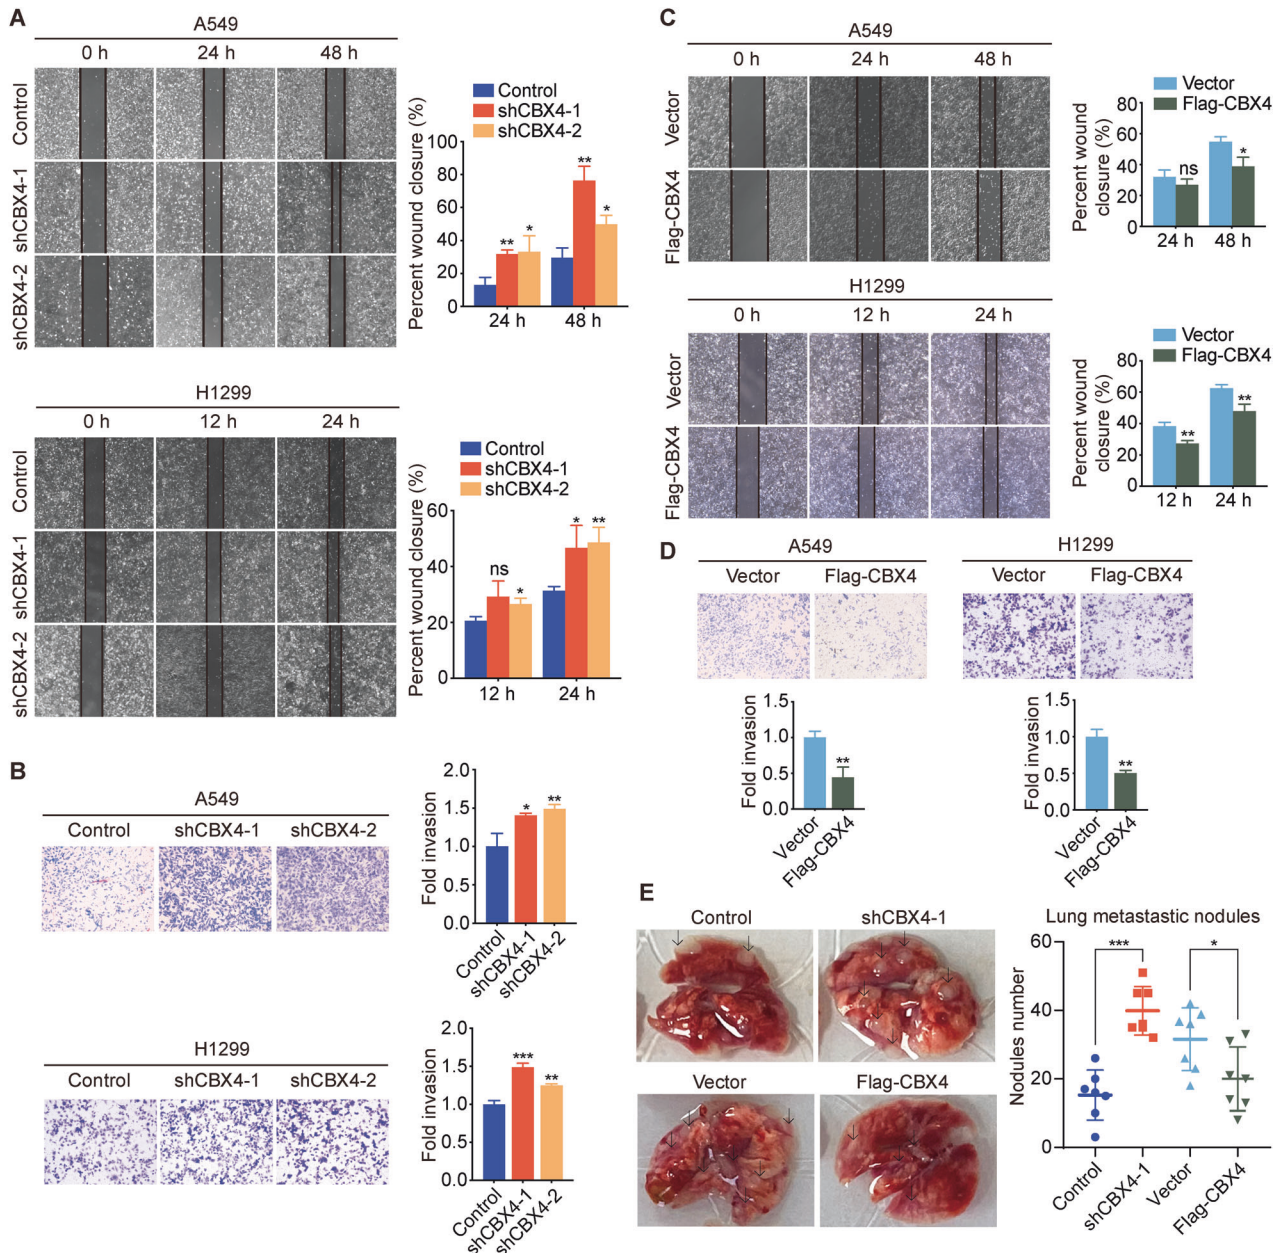 A
A549
0 h 24 h 48 h
Control
shCBX4-1
shCBX4-2
Percent wound closure (%)
Control
shCBX4-1
shCBX4-2
100
80
60
40
20
0
** *
** *
24 h 48 h
H1299
0 h 12 h 24 h
Control
shCBX4-1
shCBX4-2
Percent wound closure (%)
Control
shCBX4-1
shCBX4-2
60
40
20
0
ns *
* **
12 h 24 h
B
A549
Control shCBX4-1 shCBX4-2
Fold invasion
2.0
1.5
1.0
0.5
0.0
* **
Control
shCBX4-1
shCBX4-2
H1299
Control shCBX4-1 shCBX4-2
Fold invasion
2.0
1.5
1.0
0.5
0.0
*** **
Control
shCBX4-1
shCBX4-2
C
A549
0 h 24 h 48 h
Vector
Flag-CBX4
Percent wound
closure (%)
Vector
Flag-CBX4
80
60
40
20
0
ns *
24 h 48 h
H1299
0 h 12 h 24 h
Vector
Flag-CBX4
Percent wound
closure (%)
Vector
Flag-CBX4
80
60
40
20
0
** **
12 h 24 h
D
A549
Vector Flag-CBX4
Fold invasion
1.5
1.0
0.5
0.0
**
Vector
Flag-CBX4
H1299
Vector Flag-CBX4
Fold invasion
1.5
1.0
0.5
0.0
**
Vector
Flag-CBX4
E
Control shCBX4-1
Vector Flag-CBX4
Lung metastastic nodules
Nodules number
60
40
20
0
*** *
Control
shCBX4-1
Vector
Flag-CBX4